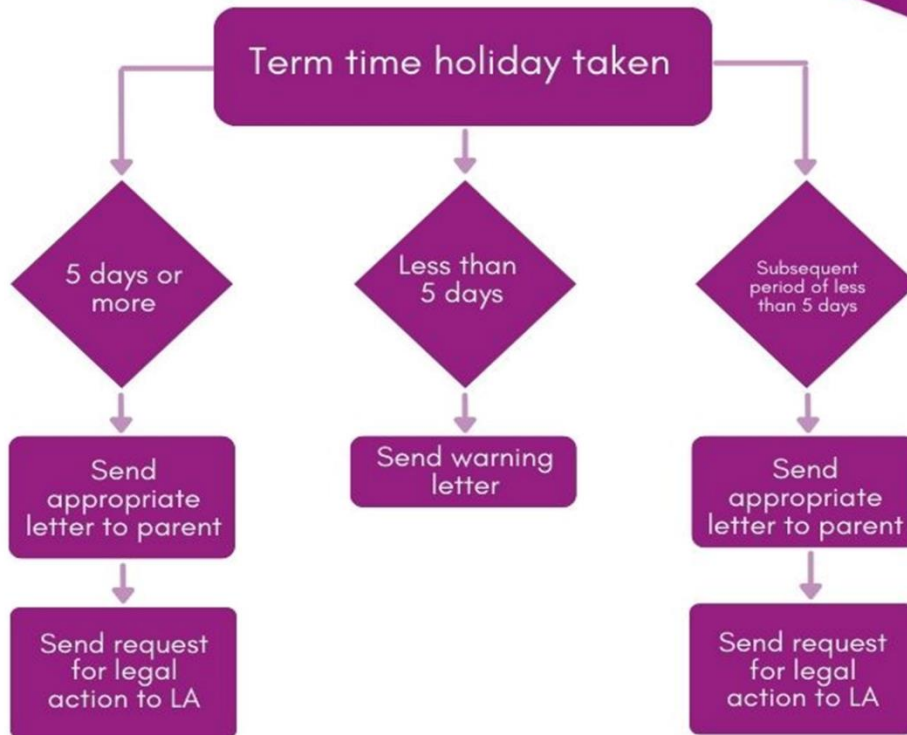 Term time holiday taken
5 days or
more
Less than
5 days
Subsequent
period of less
than 5 days
Send
appropriate
letter to parent
Send warning
letter
Send
appropriate
letter to parent
Send request
for legal
action to LA
Send request
for legal
action to LA